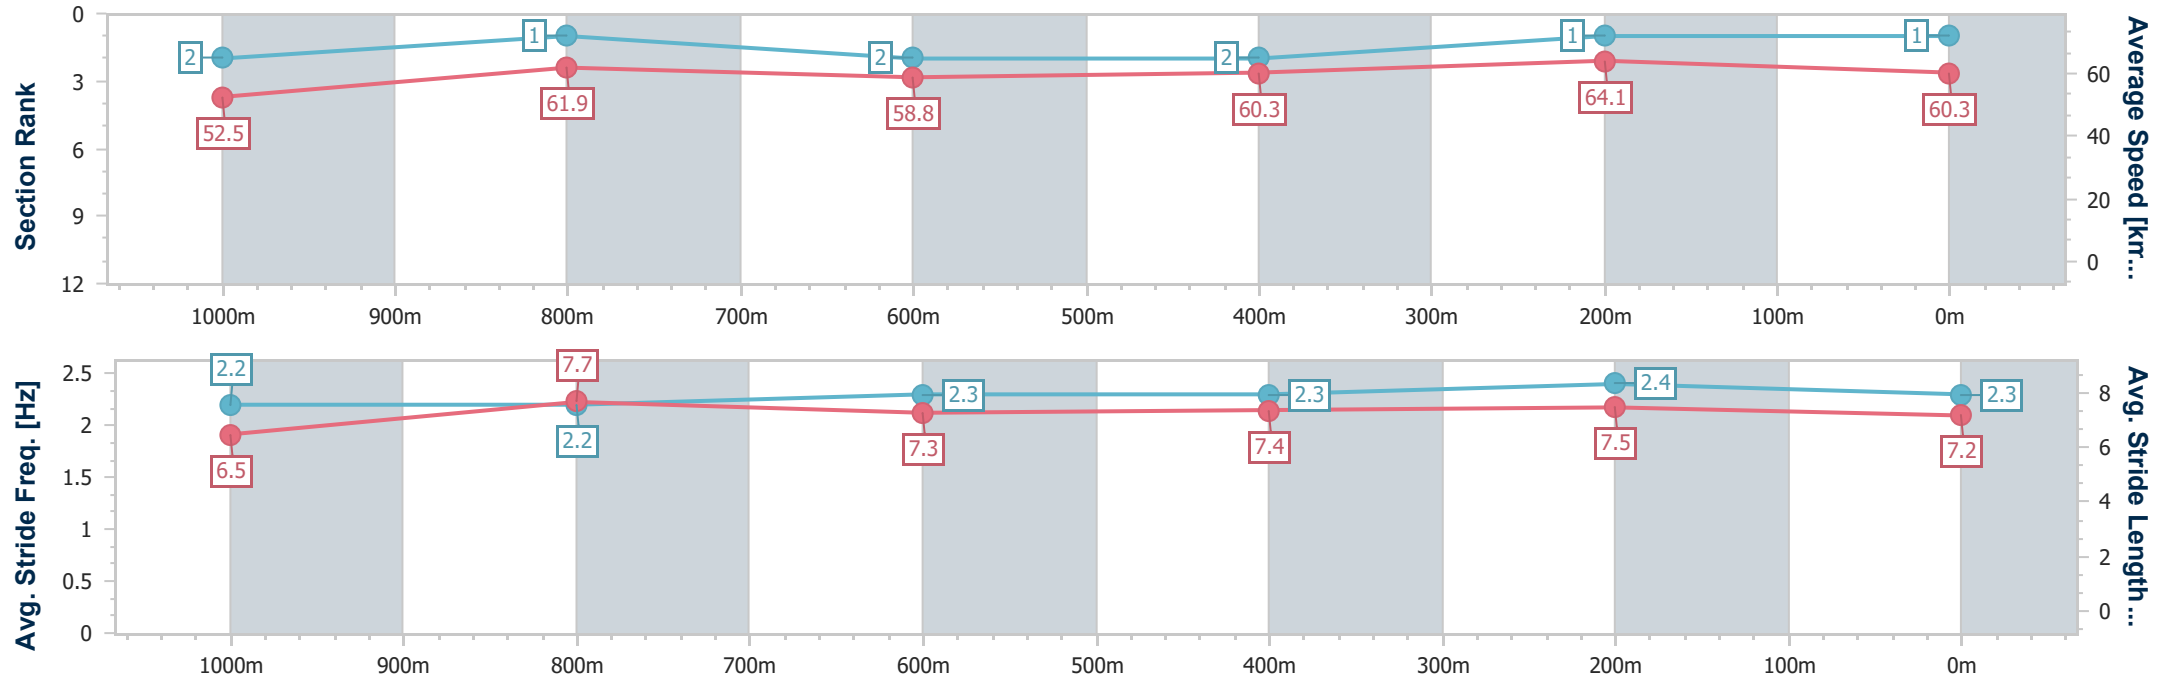 Section Rank
0
3
6
9
12
2
1
2
2
1
1
52.5
61.9
58.8
60.3
64.1
60.3
60
40
20
0
Average Speed [km...
1000m
900m
800m
700m
600m
500m
400m
300m
200m
100m
0m
Avg. Stride Freq. [Hz]
2.5
2
1.5
1
0.5
0
2.2
7.7
2.3
2.3
2.4
2.3
6.5
2.2
7.3
7.4
7.5
7.2
8
6
4
2
0
Avg. Stride Length...
1000m
900m
800m
700m
600m
500m
400m
300m
200m
100m
0m